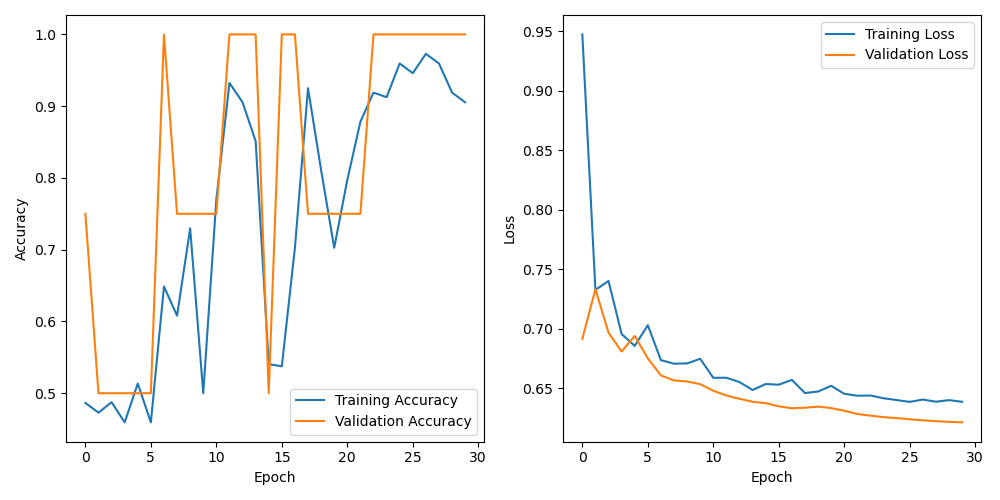 1.0
0.9
0.8
0.7
0.6
0.5
Accuracy
0 5 10 15 20 25 30
Epoch
Training Accuracy
Validation Accuracy
0.95
0.90
0.85
0.80
0.75
0.70
0.65
Loss
0 5 10 15 20 25 30
Epoch
Training Loss
Validation Loss